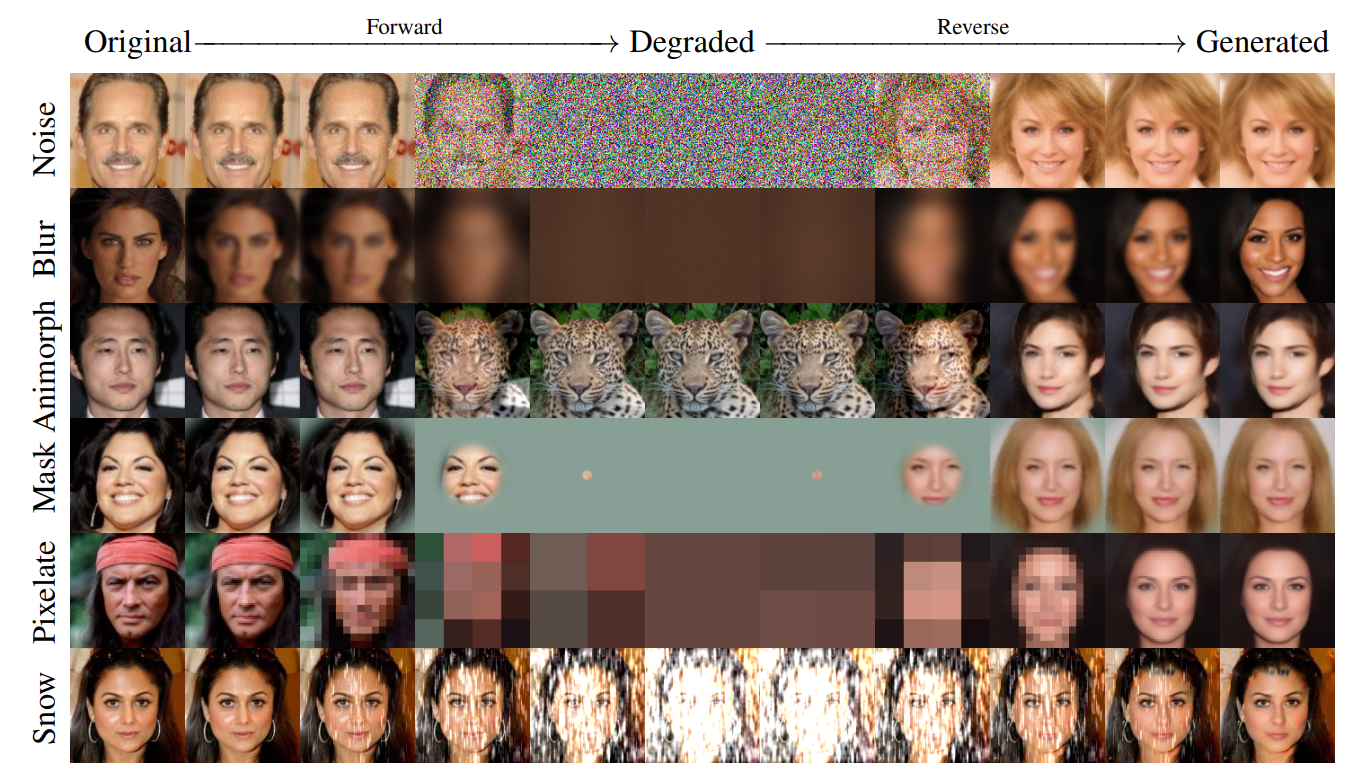 Original Forward Degraded Reverse Generated
Noise
Blur
Animorph
Mask
Pixelate
Snow